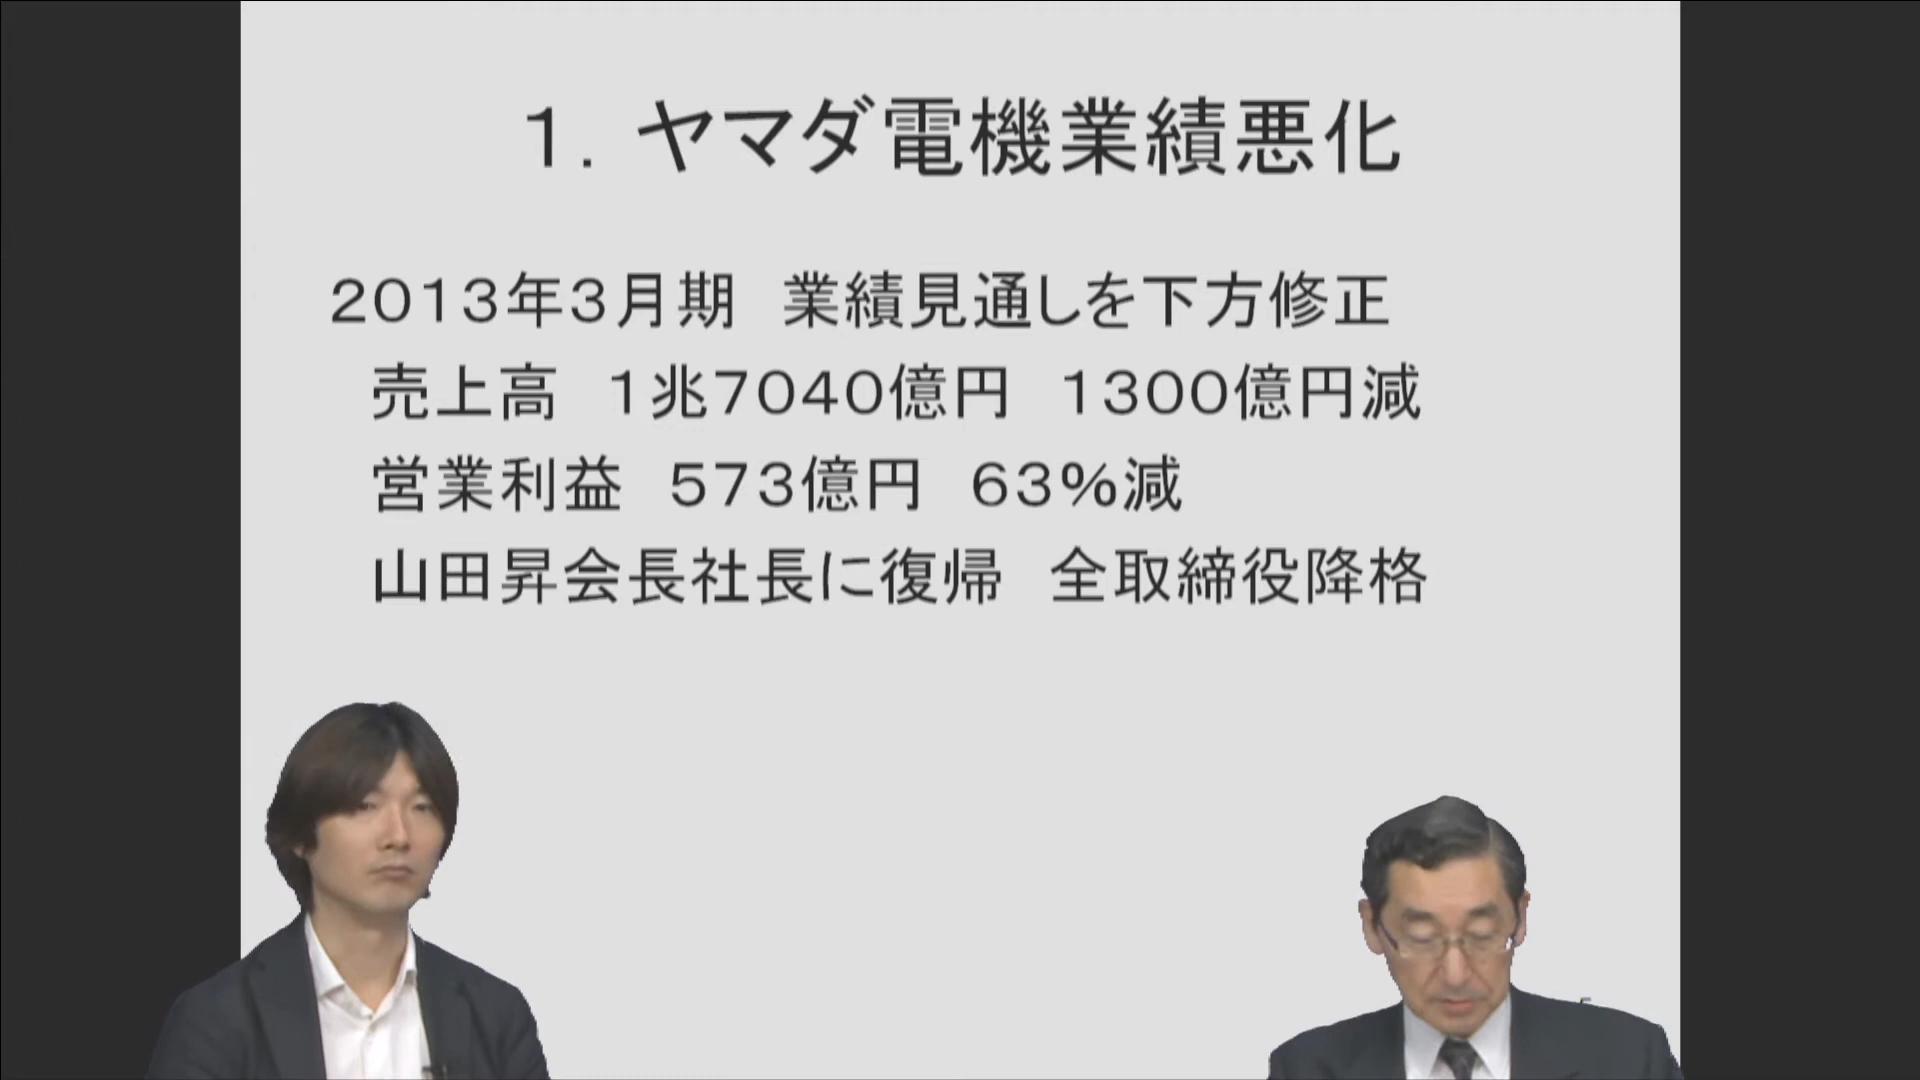 １．ヤマダ電機業績悪化
２０１３年３月期　業績見通しを下方修正
売上高　１兆７０４０億円　１３００億円減
営業利益　５７３億円　６３％減
山田昇会長社長に復帰　全取締役降格